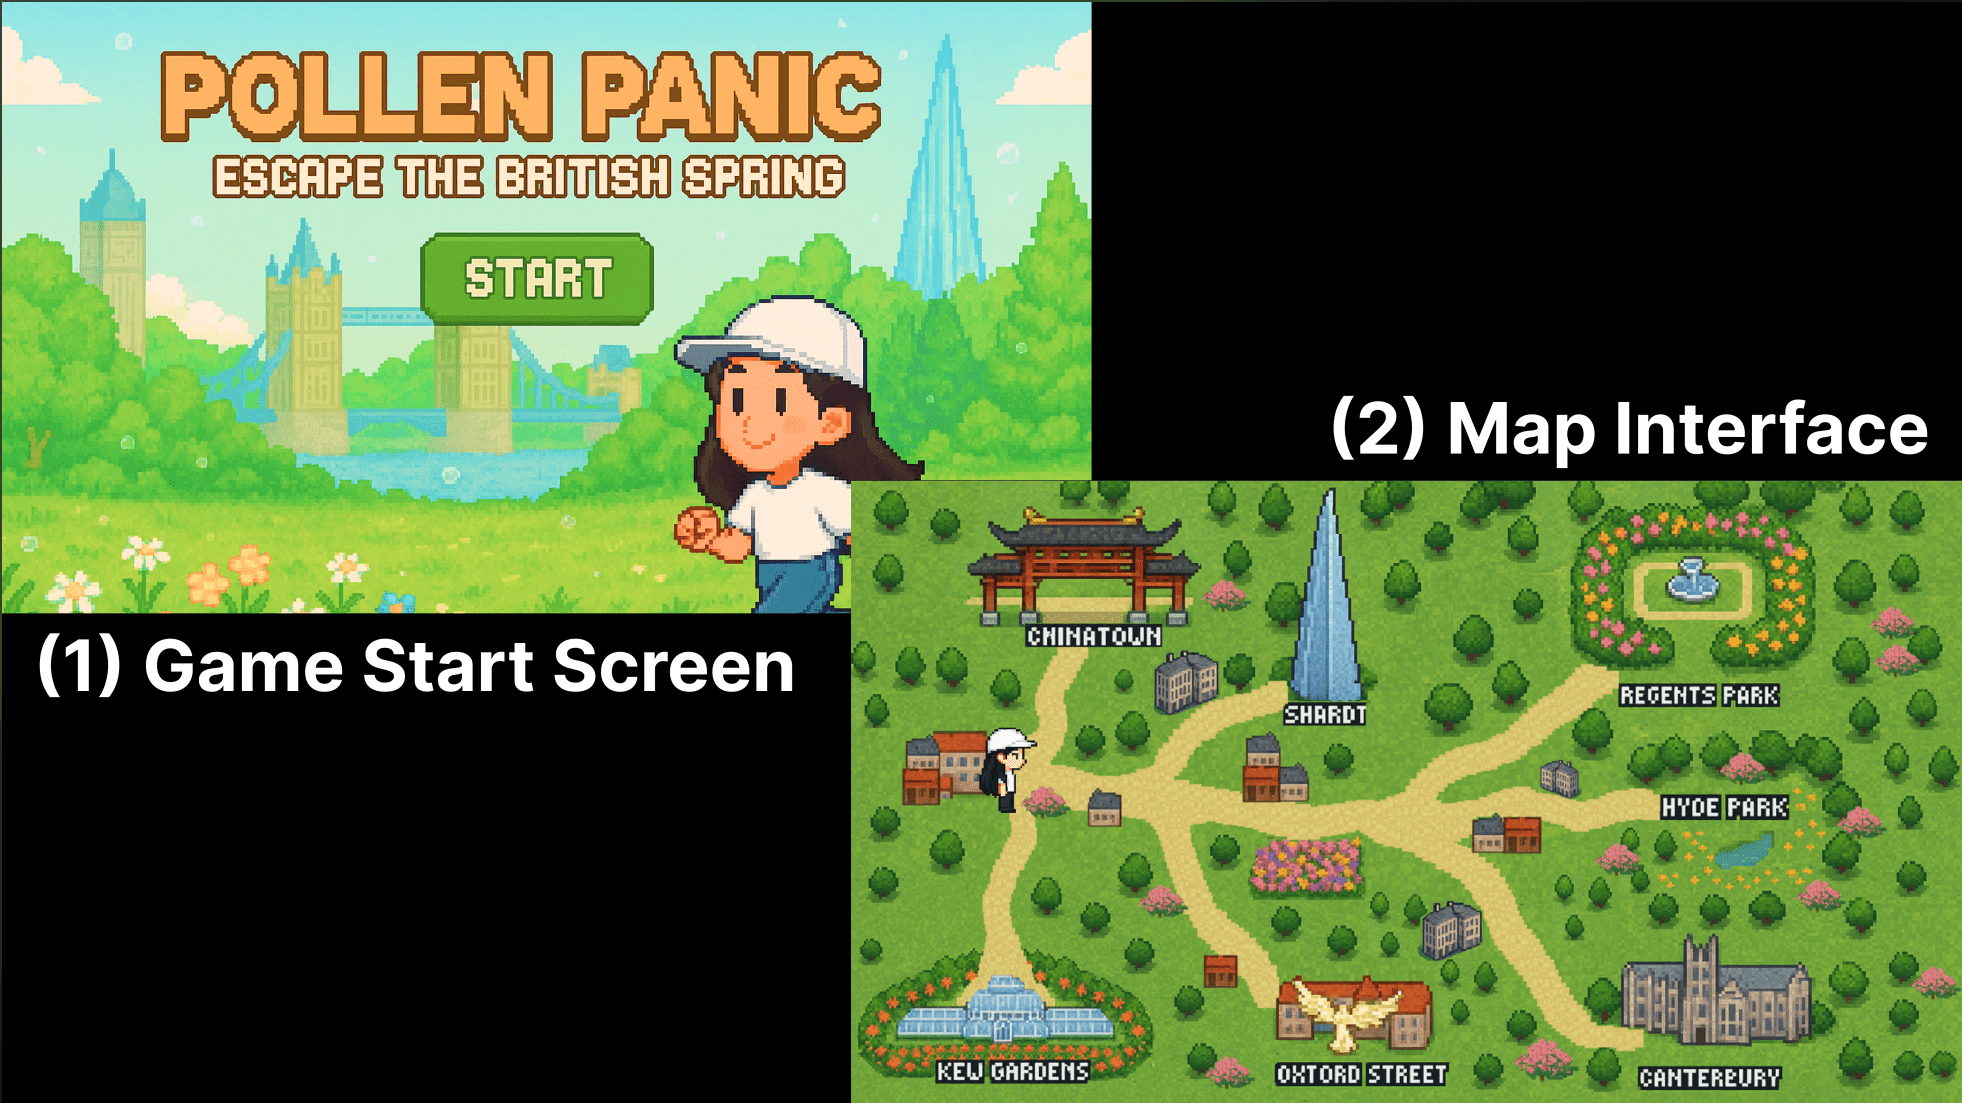 POLLEN PANIC
ESCAPE THE BRITISH SPRING
START
(1) Game Start Screen
(2) Map Interface
CHINATOWN
SHARDT
REGENTS PARK
HYDE PARK
KEW GARDENS
OXTORD STREET
CANTERBURY